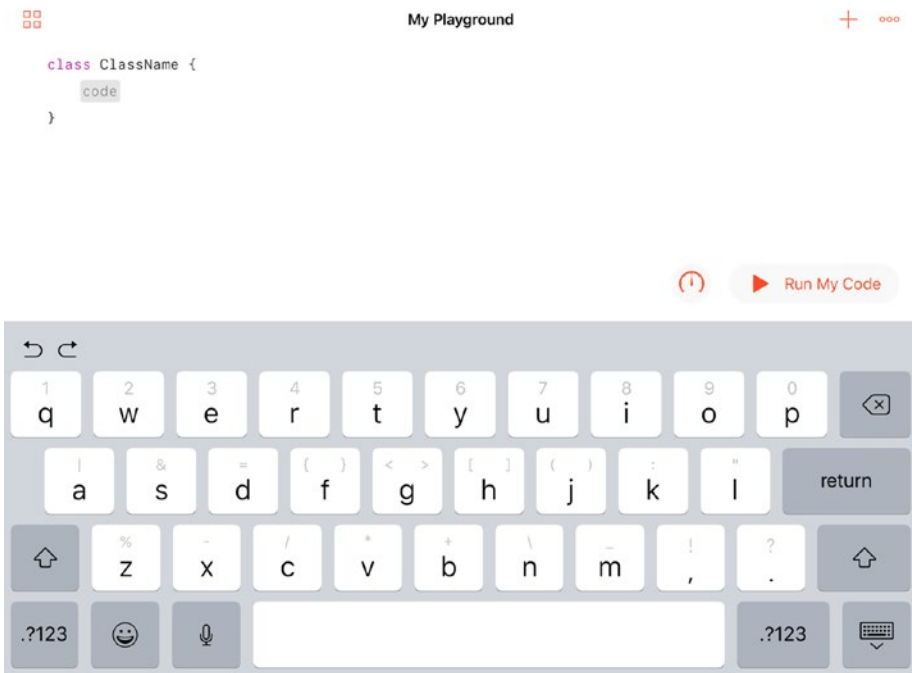 My Playground
class ClassName {
code
}
Run My Code
1 2 3 4 5 6 7 8 9 0
q w e r t y u i o p
| & = { } < > [ ] ( ) : "
a s d f g h j k l return
% - / * + \ _ ! ?
z x c v b n m , .
.?123 .?123